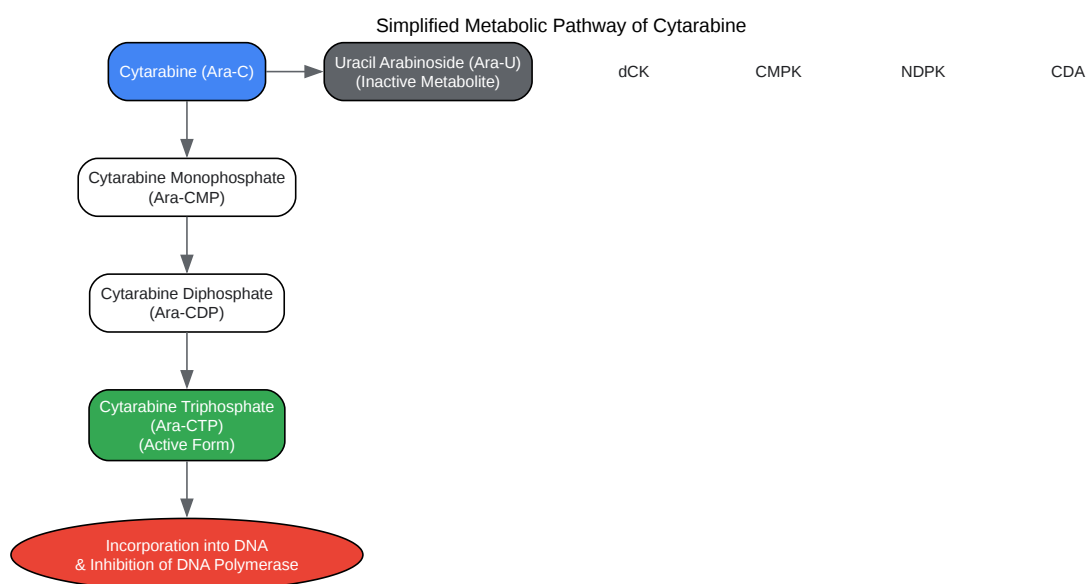 Simplified Metabolic Pathway of Cytarabine
Cytarabine (Ara-C)
Uracil Arabinoside (Ara-U)
(Inactive Metabolite)
dCK
CMPK
NDPK
CDA
Cytarabine Monophosphate
(Ara-CMP)
Cytarabine Diphosphate
(Ara-CDP)
Cytarabine Triphosphate
(Ara-CTP)
(Active Form)
Incorporation into DNA
& Inhibition of DNA Polymerase